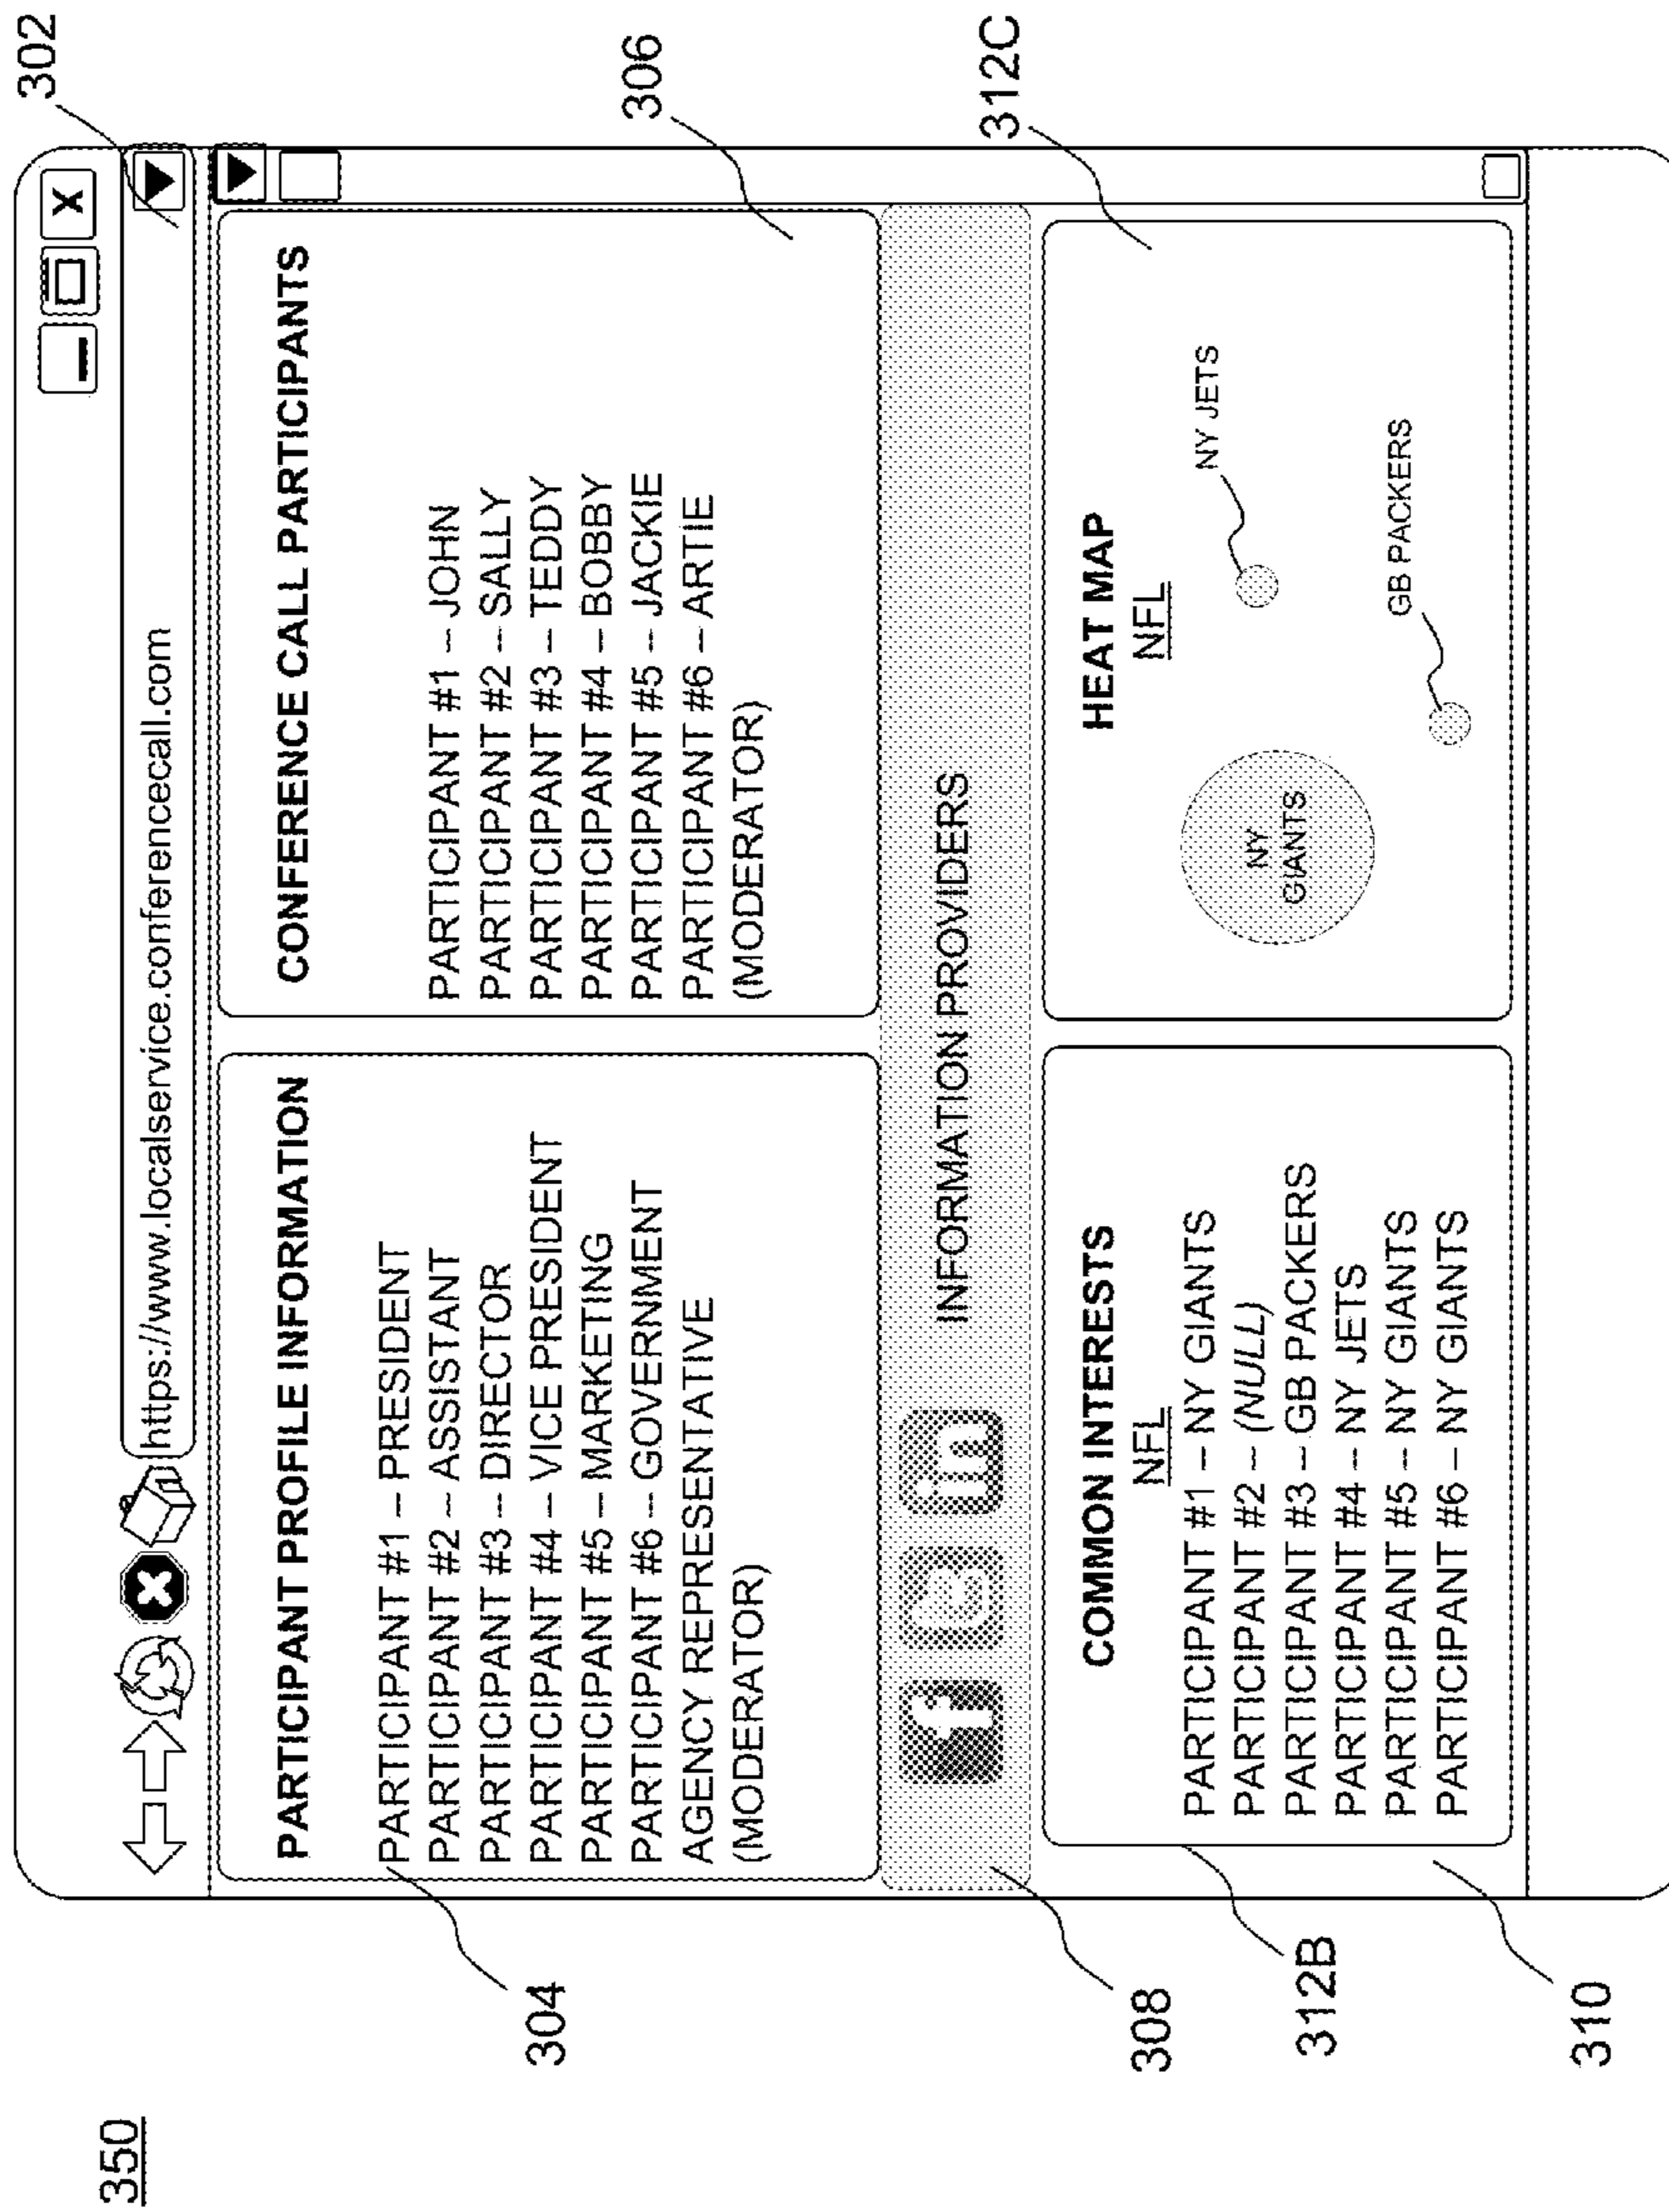 350
302
X
https://www.localservice.conferencecall.com
PARTICIPANT PROFILE INFORMATION
PARTICIPANT #1 -- PRESIDENT
PARTICIPANT #2 -- ASSISTANT
PARTICIPANT #3 -- DIRECTOR
PARTICIPANT #4 -- VICE PRESIDENT
PARTICIPANT #5 -- MARKETING
PARTICIPANT #6 -- GOVERNMENT
AGENCY REPRESENTATIVE
(MODERATOR)
304
CONFERENCE CALL PARTICIPANTS
PARTICIPANT #1 -- JOHN
PARTICIPANT #2 -- SALLY
PARTICIPANT #3 -- TEDDY
PARTICIPANT #4 -- BOBBY
PARTICIPANT #5 -- JACKIE
PARTICIPANT #6 -- ARTIE
(MODERATOR)
306
f
in
INFORMATION PROVIDERS
308
COMMON INTERESTS
NFL
PARTICIPANT #1 -- NY GIANTS
PARTICIPANT #2 -- (NULL)
PARTICIPANT #3 -- GB PACKERS
PARTICIPANT #4 -- NY JETS
PARTICIPANT #5 -- NY GIANTS
PARTICIPANT #6 -- NY GIANTS
312B
310
HEAT MAP
NFL
NY JETS
NY
GIANTS
GB PACKERS
312C